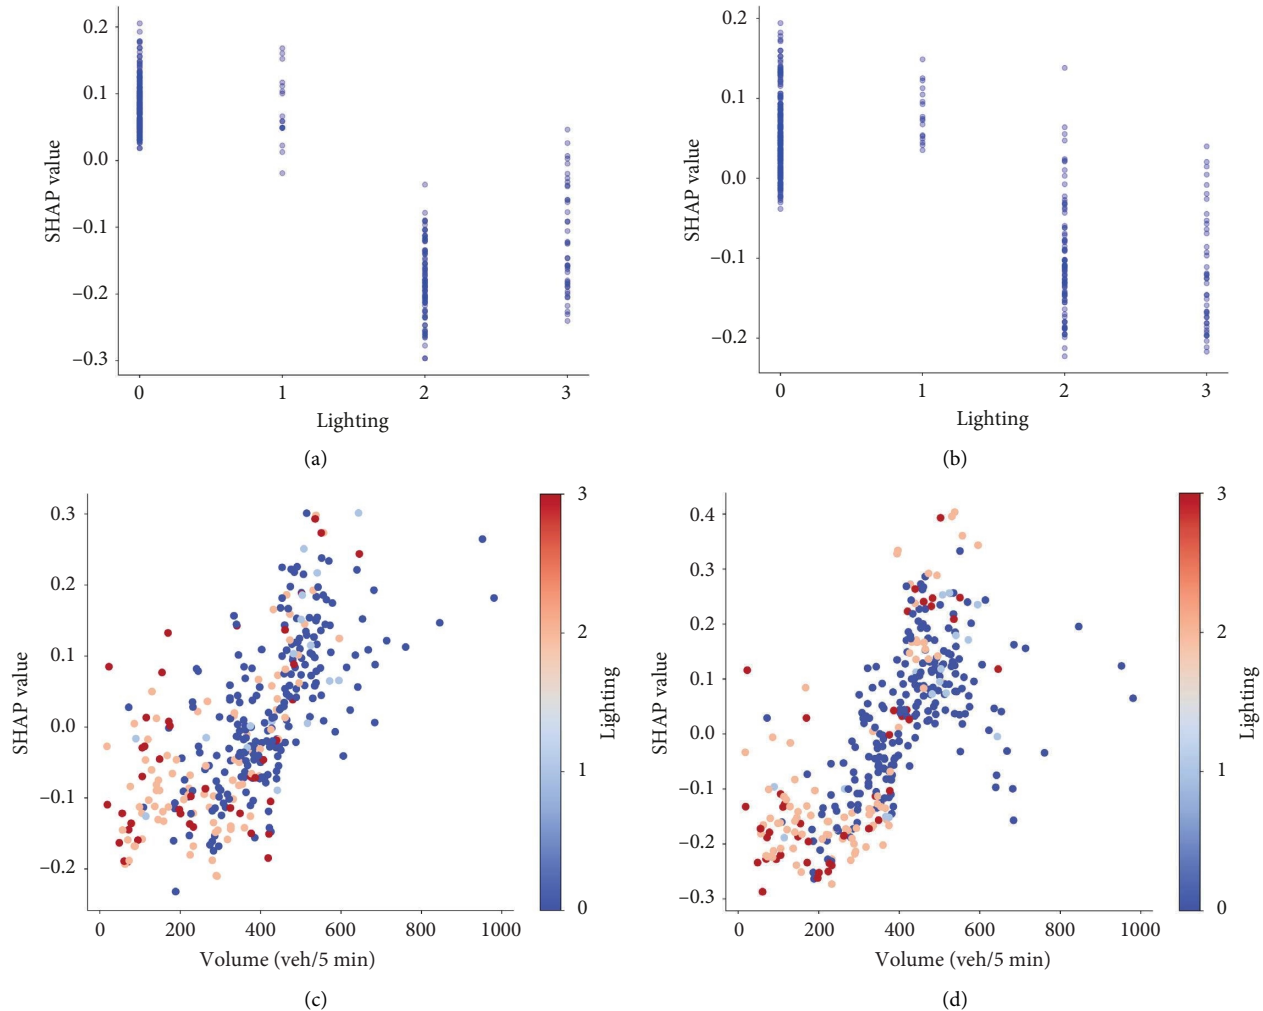 0.2
0.1
0.0
−0.1
−0.2
−0.3
SHAP value
0 1 2 3
Lighting
(a)
0.2
0.1
0.0
−0.1
−0.2
SHAP value
0 1 2 3
Lighting
(b)
0.3
0.2
0.1
0.0
−0.1
−0.2
SHAP value
0 200 400 600 800 1000
Volume (veh/5 min)
3
2
1
0
Lighting
(c)
0.4
0.3
0.2
0.1
0.0
−0.1
−0.2
−0.3
SHAP value
0 200 400 600 800 1000
Volume (veh/5 min)
3
2
1
0
Lighting
(d)